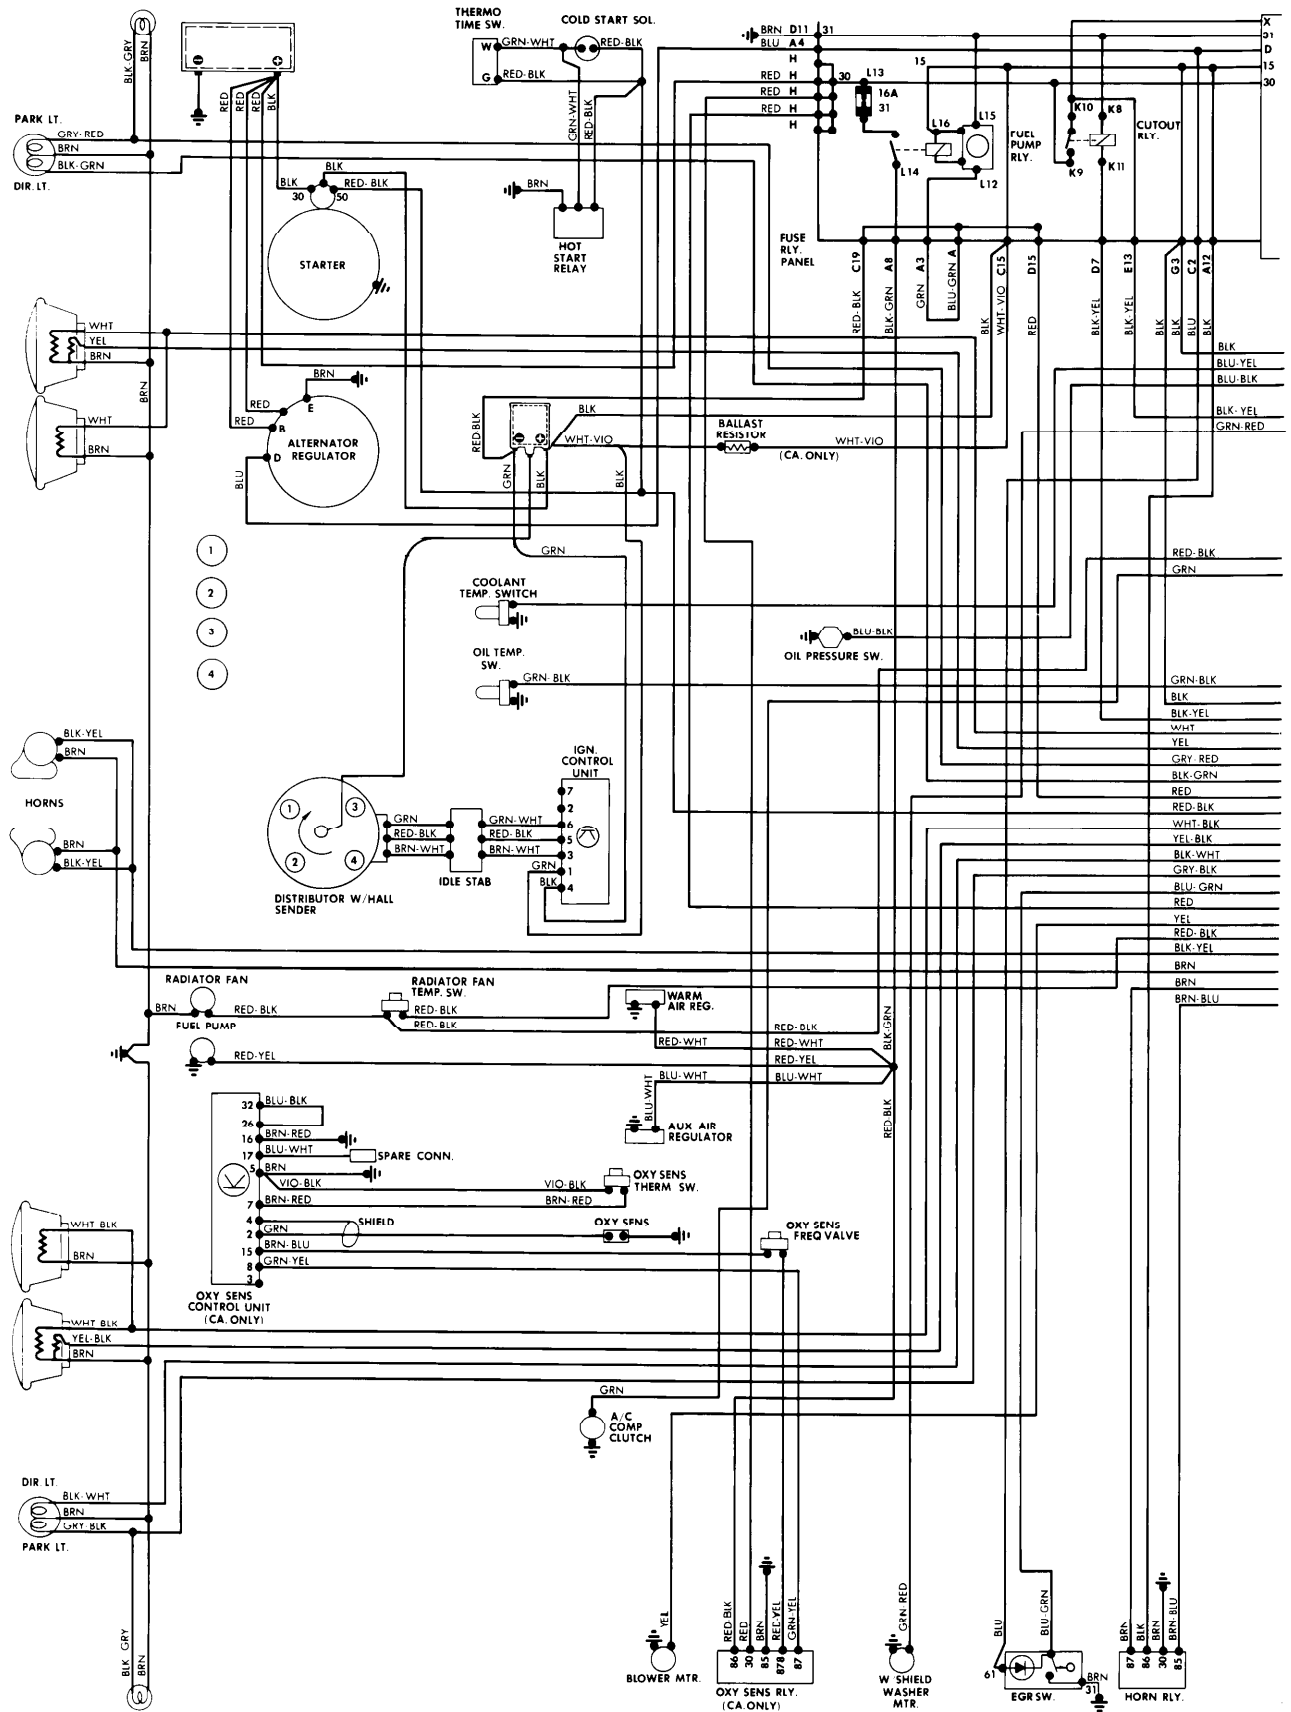 THERMO
TIME SW.
COLD START SOL.
W
GRN-WHT
RED-BLK
G
RED-BLK
BRN D11 31
BLU A4
H
RED H
RED H
RED H
H
30
L13
16A
31
15
L16
L15
FUEL
PUMP
RLY.
L14
L12
X
31
D
15
30
K10
K8
CUTOUT
RLY.
K9
K11
BLK-GRY
BRN
RED
RED
RED
BLK
GRN-WHT
RED-BLK
PARK LT.
GRY-RED
BRN
BLK-GRN
DIR. LT.
BLK
BLK
30
50
RED-BLK
STARTER
BRN
HOT
START
RELAY
FUSE
RLY.
PANEL
C19
A8
A3
A
C15
D15
D7
E13
G3
C2
A12
RED-BLK
BLK-GRN
GRN
BLU-GRN
BLK
WHT-VIO
RED
BLK-YEL
BLK-YEL
BLK
BLK
BLU
BLK
WHT
YEL
BRN
BRN
WHT
BRN
BRN
E
RED
RED
B
D
BLU
ALTERNATOR
REGULATOR
RED-BLK
BLK
WHT-VIO
GRN
BLK
BLK
BALLAST
RESISTOR
WHT-VIO
(CA. ONLY)
BLK
BLU-YEL
BLU-BLK
BLK-YEL
GRN-RED
GRN
1
2
3
4
COOLANT
TEMP. SWITCH
OIL TEMP.
SW.
GRN-BLK
BLU-BLK
OIL PRESSURE SW.
RED-BLK
GRN
GRN-BLK
BLK
BLK-YEL
WHT
YEL
GRY-RED
BLK-GRN
RED
RED-BLK
WHT-BLK
YEL-BLK
BLK-WHT
GRY-BLK
BLU-GRN
RED
YEL
RED-BLK
BLK-YEL
BRN
BRN
BRN-BLU
BLK-YEL
BRN
HORNS
BRN
BLK-YEL
1
3
2
4
GRN
RED-BLK
BRN-WHT
GRN-WHT
RED-BLK
BRN-WHT
GRN
BLK
IDLE STAB
DISTRIBUTOR W/HALL
SENDER
IGN.
CONTROL
UNIT
7
2
6
5
3
1
4
RADIATOR FAN
BRN
RED-BLK
FUEL PUMP
RED-YEL
RADIATOR FAN
TEMP. SW.
RED-BLK
RED-BLK
WARM
AIR REG.
RED-BLK
RED-WHT
RED-WHT
RED-YEL
BLU-WHT
BLU-WHT
BLU-WHT
BLK-GRN
RED-BLK
AUX AIR
REGULATOR
32 BLU-BLK
26
16 BRN-RED
17 BLU-WHT
SPARE CONN.
5 BRN
VIO-BLK
VIO-BLK
7 BRN-RED
BRN-RED
OXY SENS
THERM SW.
4
SHIELD
2 GRN
OXY SENS
15 BRN-BLU
8 GRN-YEL
3
OXY SENS
FREQ VALVE
OXY SENS
CONTROL UNIT
(CA. ONLY)
WHT BLK
BRN
WHT BLK
YEL-BLK
BRN
GRN
A/C
COMP
CLUTCH
DIR. LT.
BLK-WHT
BRN
GRY-BLK
PARK LT.
BLK GRY
BRN
YEL
BLOWER MTR.
RED-BLK
RED
BRN
RED-YEL
GRN-YEL
86
30
85
878
87
OXY SENS RLY.
(CA. ONLY)
GRN-RED
W SHIELD
WASHER
MTR.
BLU
BLU-GRN
61
BRN
31
EGR SW.
BRN
BLK
BRN
BRN-BLU
87
86
30
85
HORN RLY.